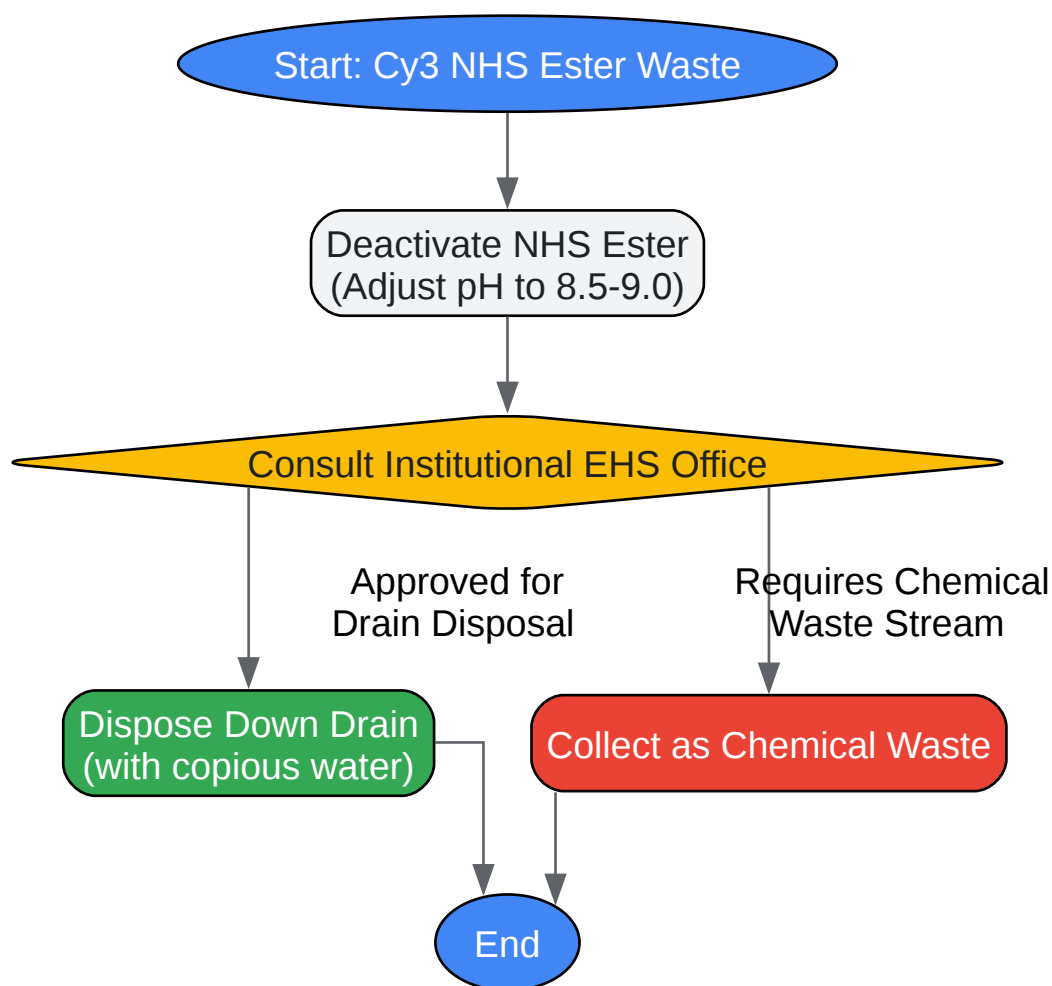 Start: Cy3 NHS Ester Waste
Deactivate NHS Ester
(Adjust pH to 8.5-9.0)
Consult Institutional EHS Office
Approved for
Drain Disposal
Requires Chemical
Waste Stream
Dispose Down Drain
(with copious water)
Collect as Chemical Waste
End